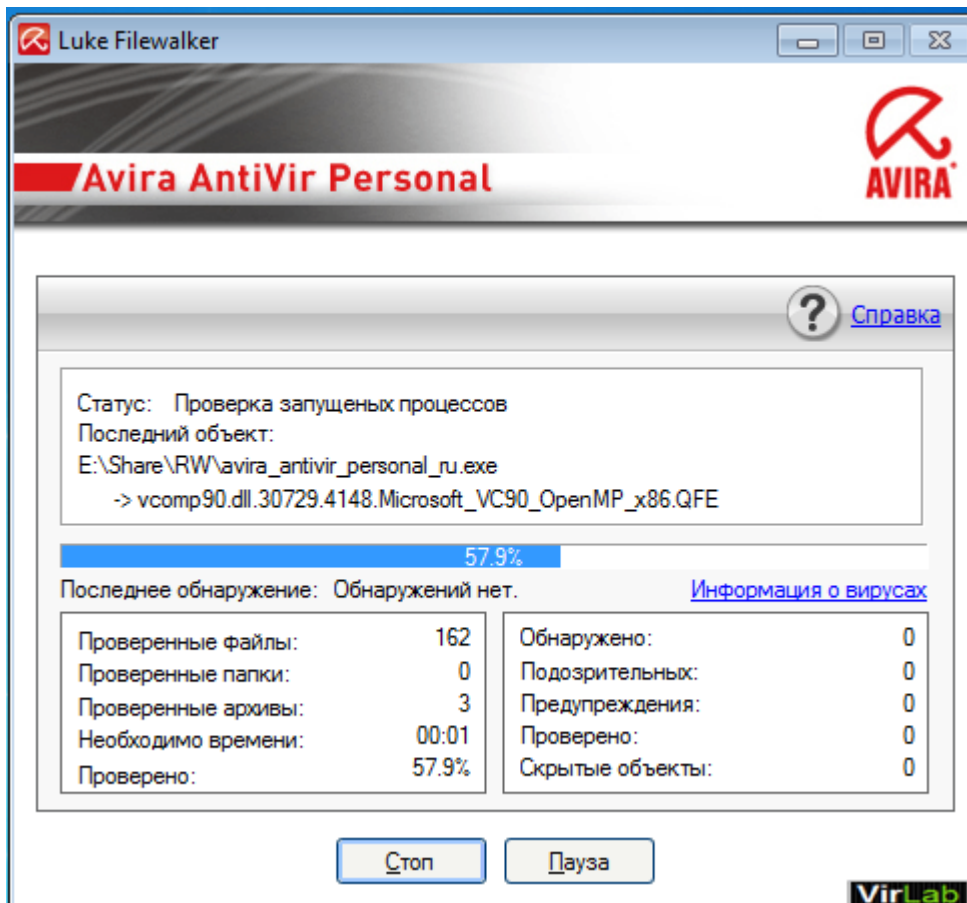 Luke Filewalker
Avira AntiVir Personal
AVIRA
?
Справка
Статус: Проверка запущеных процессов
Последний объект:
E:\Share\RW\avira_antivir_personal_ru.exe
-> vcomp90.dll.30729.4148.Microsoft_VC90_OpenMP_x86.QFE
57.9%
Последнее обнаружение: Обнаружений нет. Информация о вирусах
Проверенные файлы: 162
Проверенные папки: 0
Проверенные архивы: 3
Необходимо времени: 00:01
Проверено: 57.9%
Обнаружено: 0
Подозрительных: 0
Предупреждения: 0
Проверено: 0
Скрытые объекты: 0
Стоп Пауза
VirLab